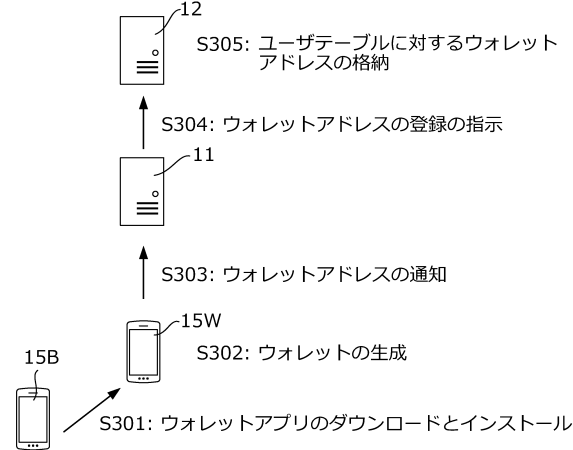 12
S305: ユーザテーブルに対するウォレット
アドレスの格納
S304: ウォレットアドレスの登録の指示
11
S303: ウォレットアドレスの通知
15W
S302: ウォレットの生成
15B
S301: ウォレットアプリのダウンロードとインストール